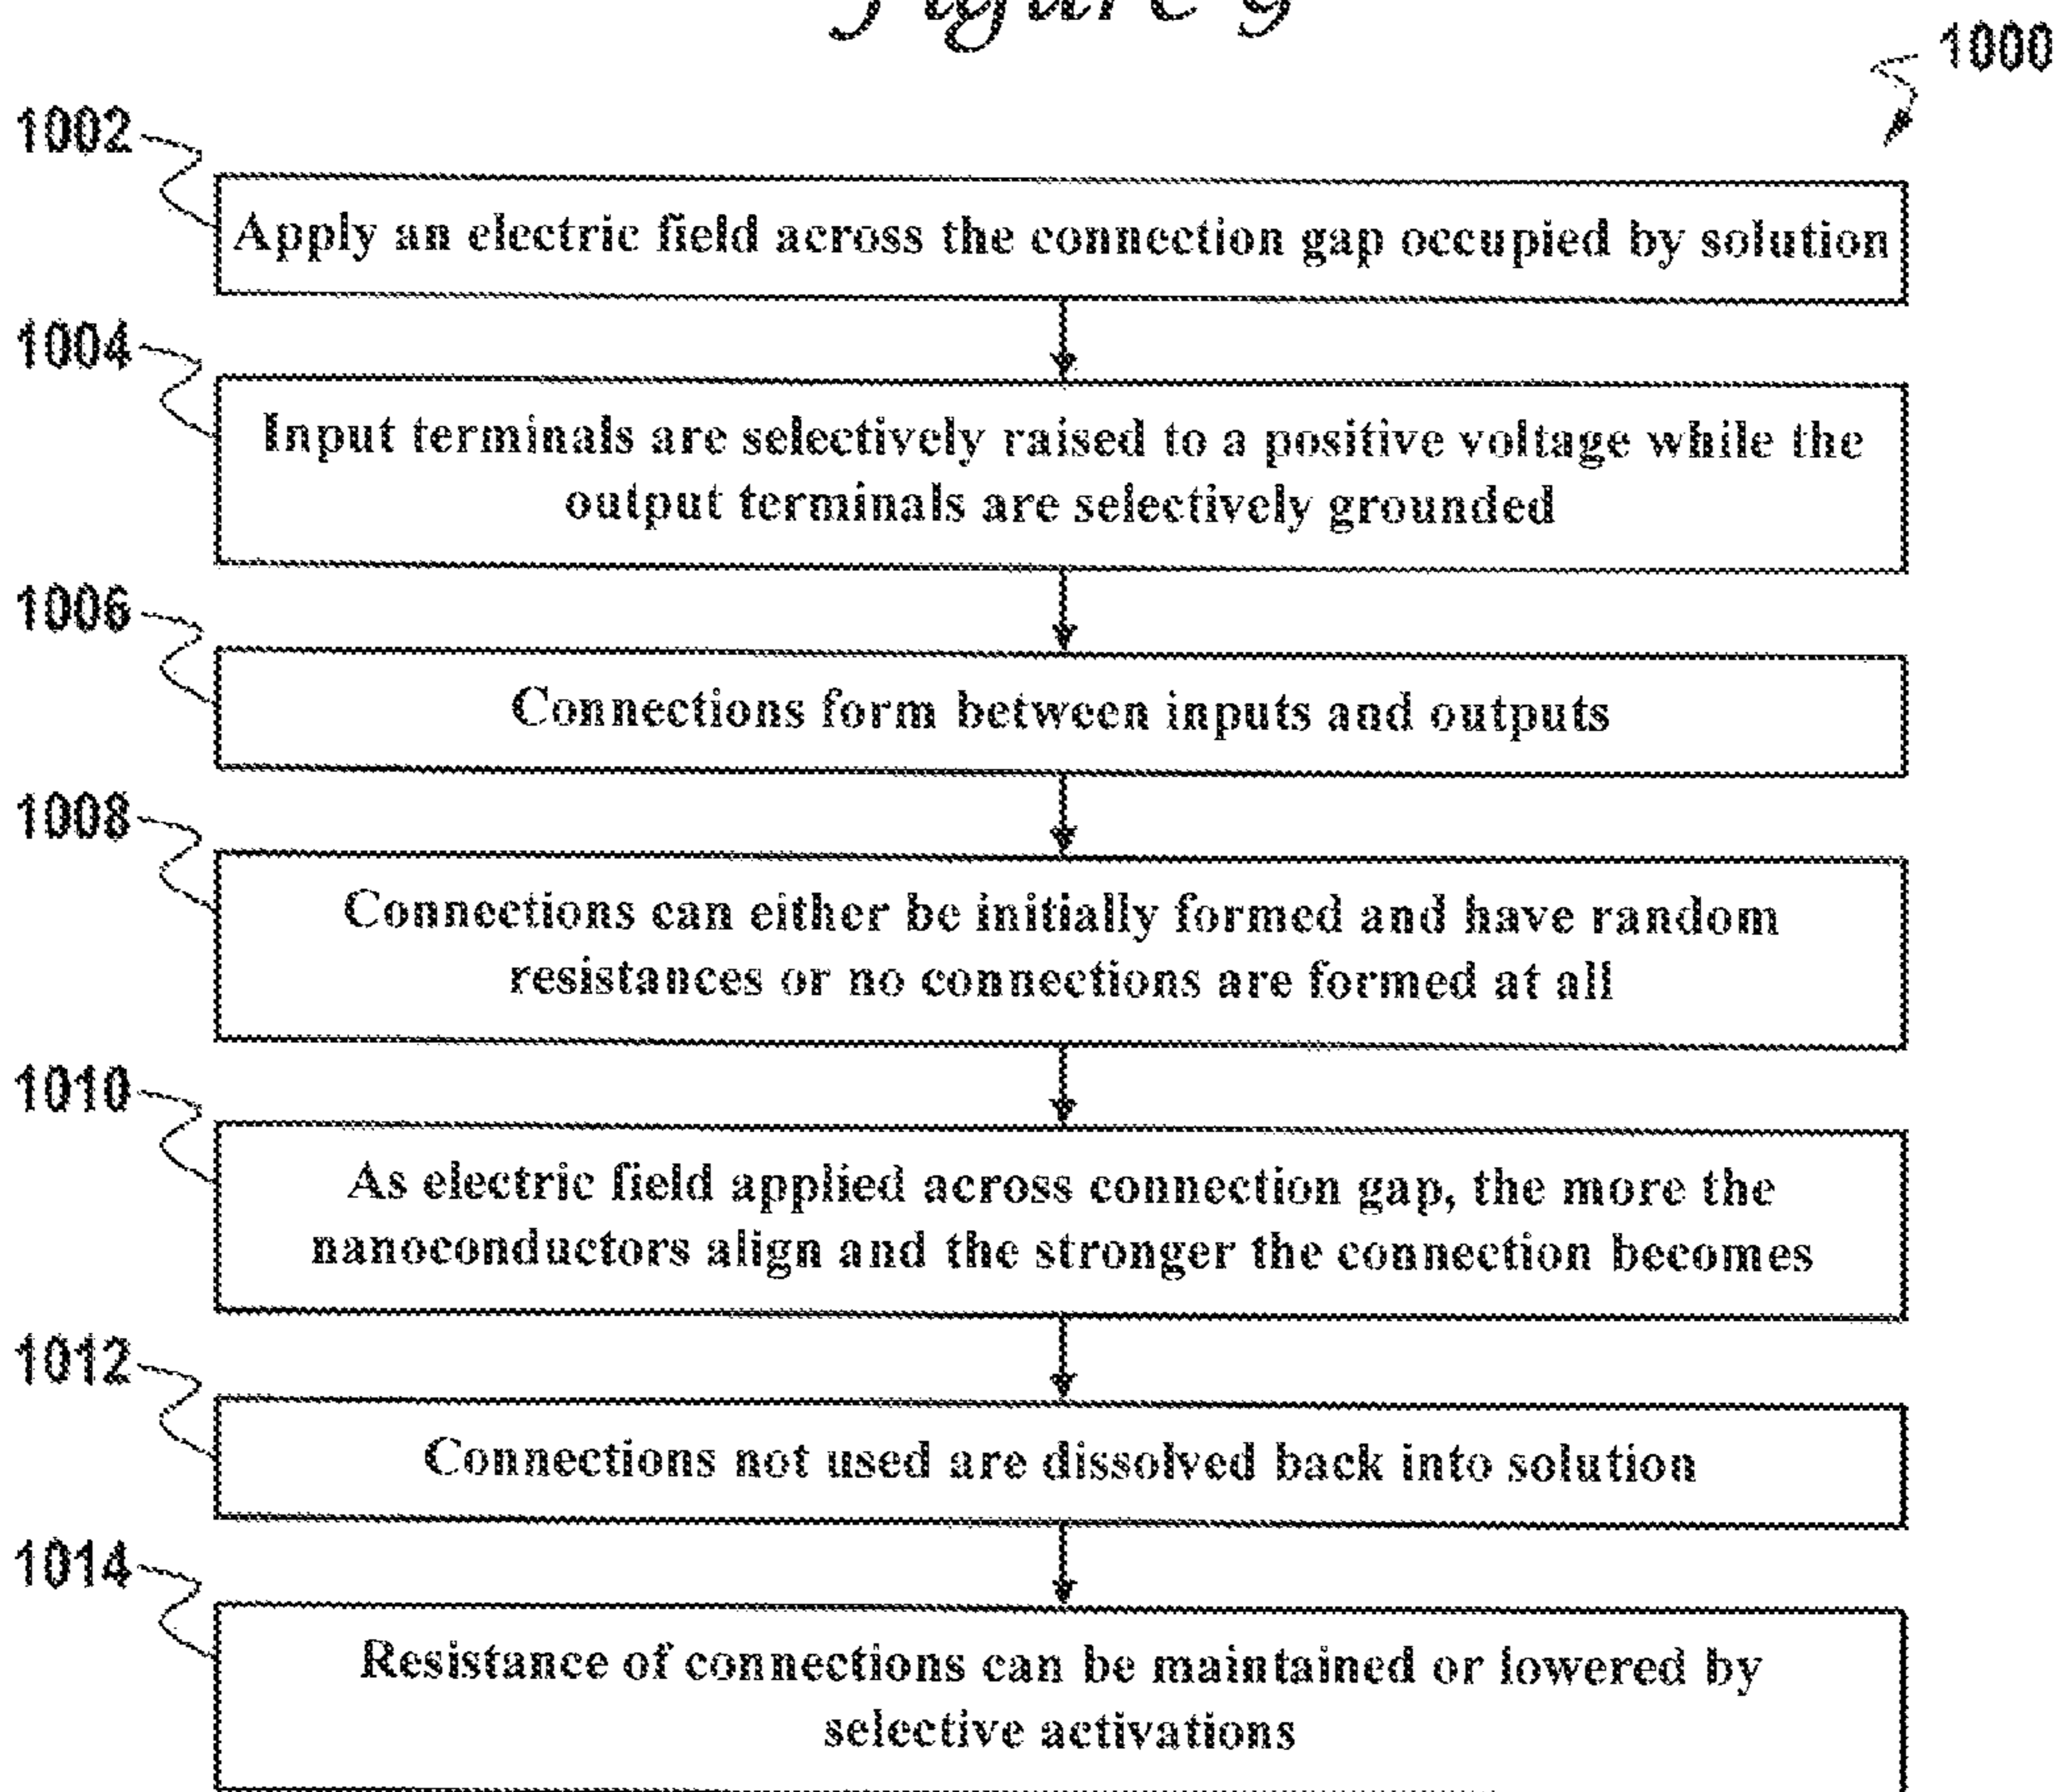 Figure 9
1000
1002
Apply an electric field across the connection gap occupied by solution
1004
Input terminals are selectively raised to a positive voltage while the
output terminals are selectively grounded
1006
Connections form between inputs and outputs
1008
Connections can either be initially formed and have random
resistances or no connections are formed at all
1010
As electric field applied across connection gap, the more the
nanoconductors align and the stronger the connection becomes
1012
Connections not used are dissolved back into solution
1014
Resistance of connections can be maintained or lowered by
selective activations